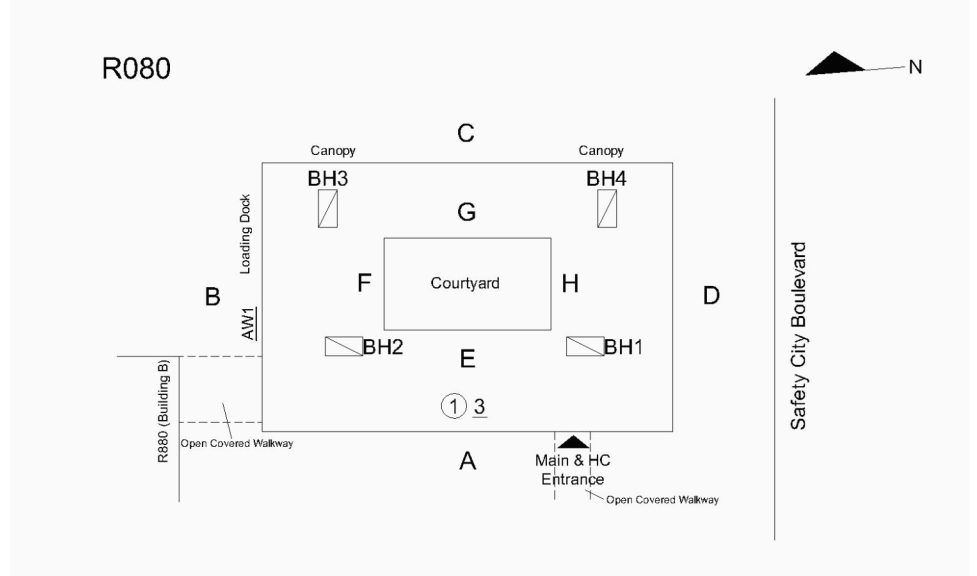 R080
N
C
Canopy
Canopy
BH3
BH4
G
Loading Dock
F
Courtyard
H
B
D
Safety City Boulevard
AW1
BH2
BH1
E
R880 (Building B)
1 3
Open Covered Walkway
A
Main & HC
Entrance
Open Covered Walkway